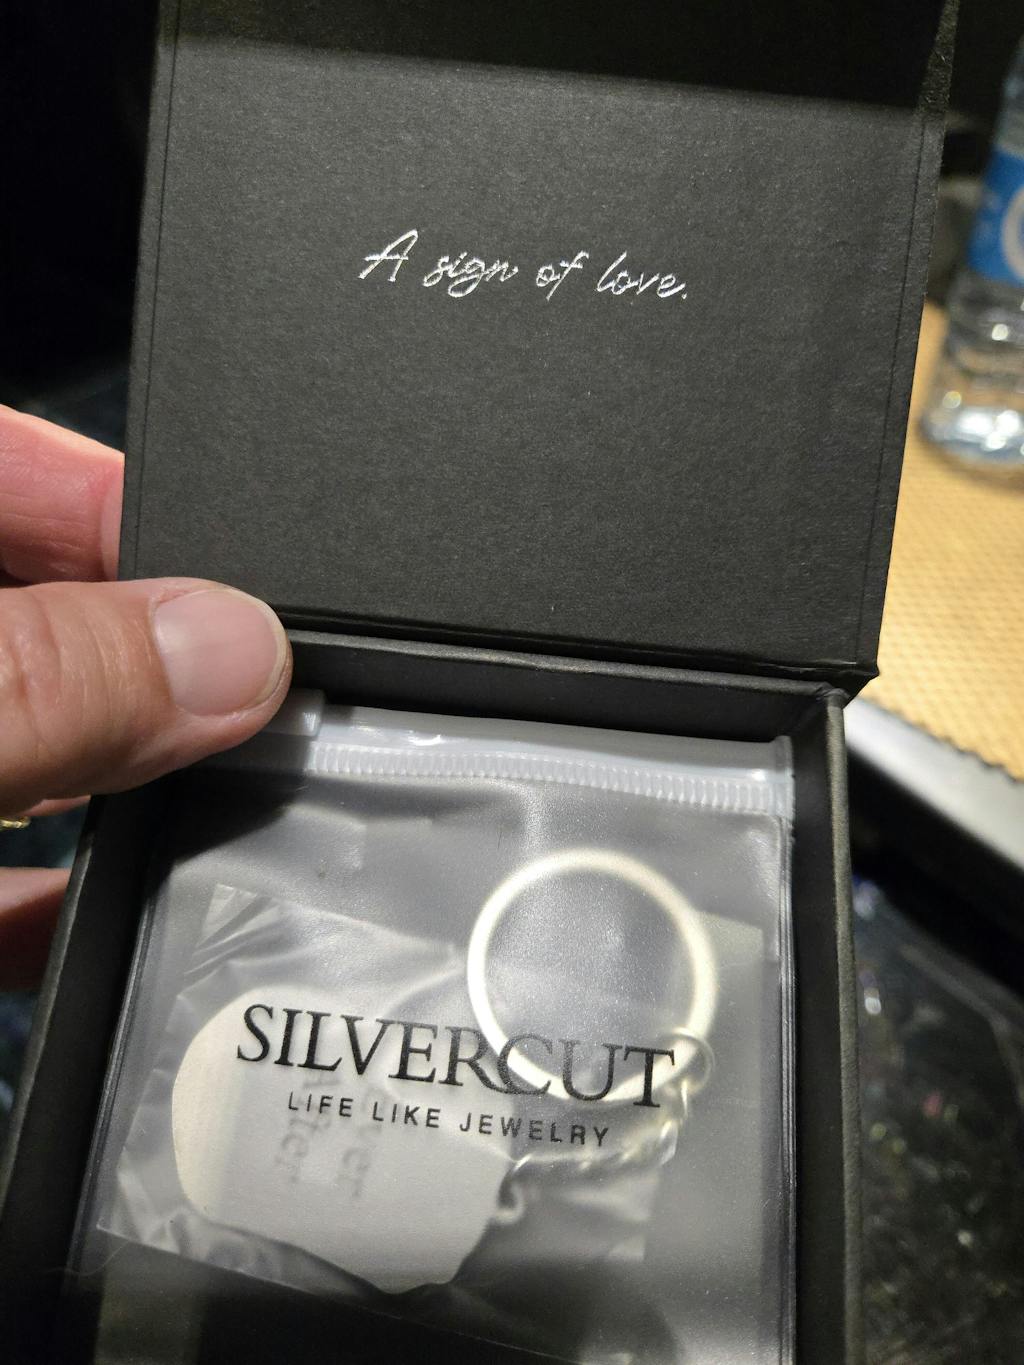 A sign of love.
SILVERCUT
LIFE LIKE JEWELRY